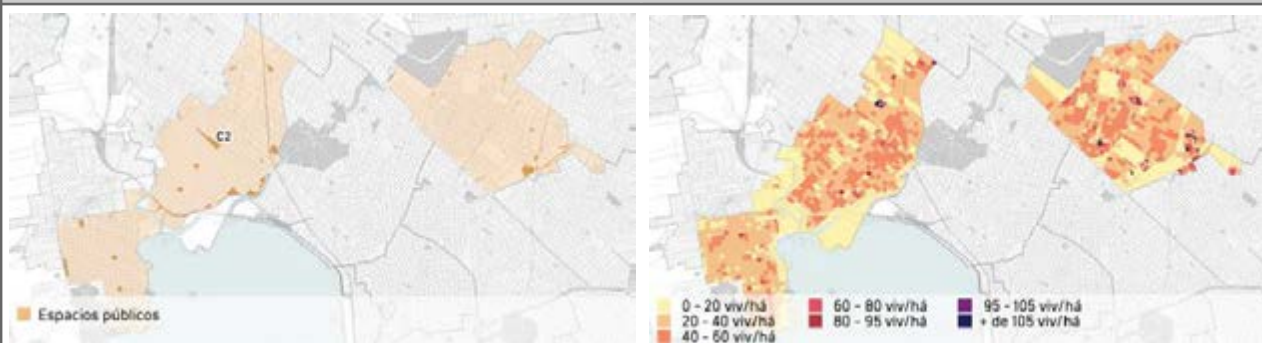 C2
Espacios públicos
0 - 20 viv/há
20 - 40 viv/há
40 - 60 viv/há
60 - 80 viv/há
80 - 95 viv/há
95 - 105 viv/há
+ de 105 viv/há